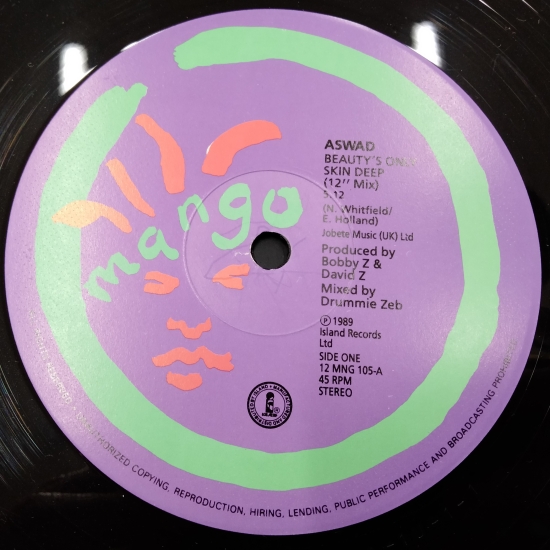 mango
ASWAD
BEAUTY'S ONLY
SKIN DEEP
(12" Mix)
5.12
(N. Whitfield/
E. Holland)
Jobete Music (UK) Ltd
Produced by
Bobby Z &
David Z
Mixed by
Drummie Zeb
℗ 1989
Island Records
Ltd
SIDE ONE
12 MNG 105-A
45 RPM
STEREO
UNAUTHORIZED COPYING, REPRODUCTION, HIRING, LENDING, PUBLIC PERFORMANCE AND BROADCASTING PROHIBITED